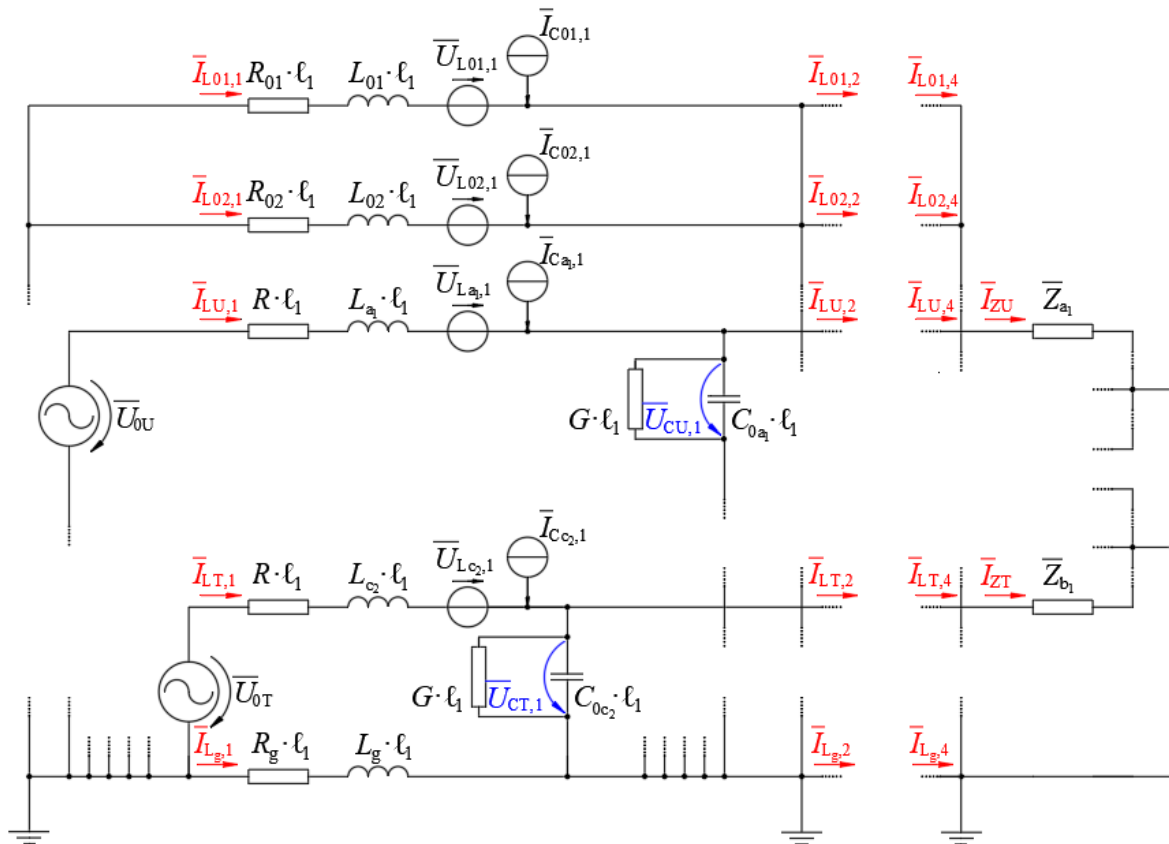 I̅C01,1
U̅L01,1
I̅L01,1 R01·ℓ1 L01·ℓ1 I̅L01,2 I̅L01,4
I̅C02,1
U̅L02,1
I̅L02,1 R02·ℓ1 L02·ℓ1 I̅L02,2 I̅L02,4
I̅Ca1,1
U̅La1,1
I̅LU,1 R·ℓ1 La1·ℓ1 I̅LU,2 I̅LU,4 I̅ZU Z̅a1
U̅0U G·ℓ1 U̅CU,1 C0a1·ℓ1
I̅Cc2,1
U̅Lc2,1
I̅LT,1 R·ℓ1 Lc2·ℓ1 I̅LT,2 I̅LT,4 I̅ZT Z̅b1
U̅0T G·ℓ1 U̅CT,1 C0c2·ℓ1
I̅Lg,1 Rg·ℓ1 Lg·ℓ1 I̅Lg,2 I̅Lg,4